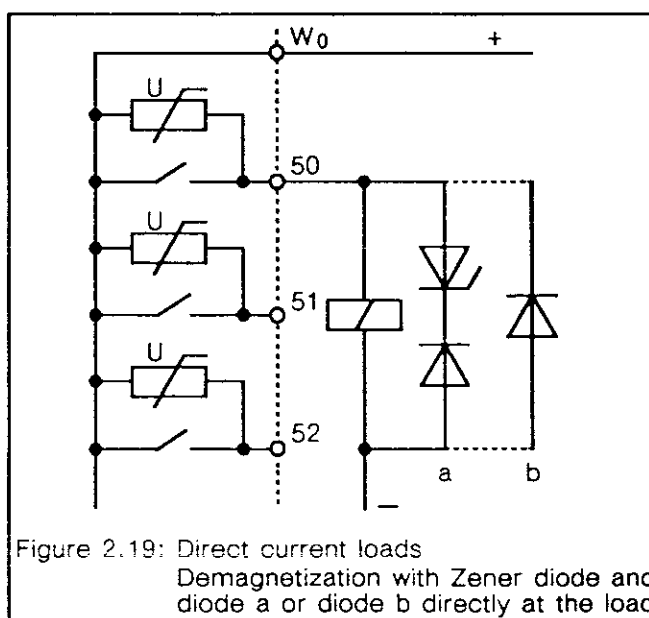 W0 +
U
50
U
51
U
52
a b
−
Figure 2.19: Direct current loads
Demagnetization with Zener diode and
diode a or diode b directly at the load